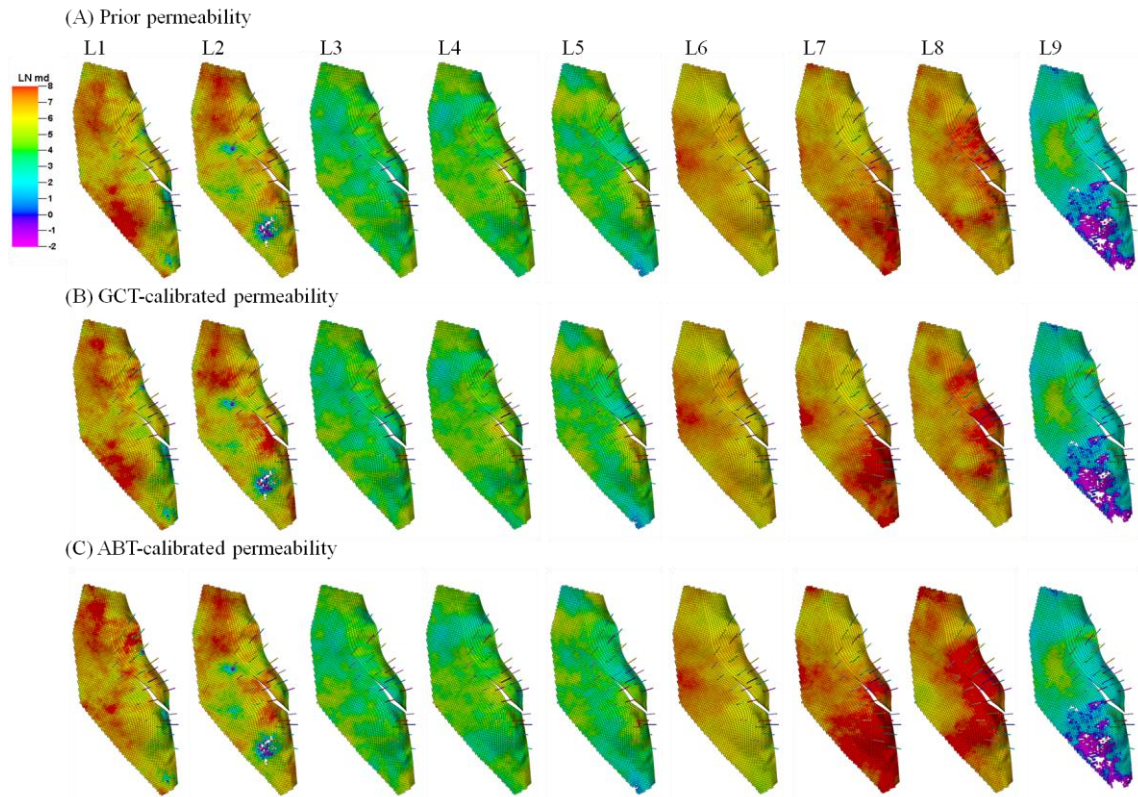 (A) Prior permeability
L1 L2 L3 L4 L5 L6 L7 L8 L9
LN md
8
7
6
5
4
3
2
1
0
-1
-2
(B) GCT-calibrated permeability
(C) ABT-calibrated permeability